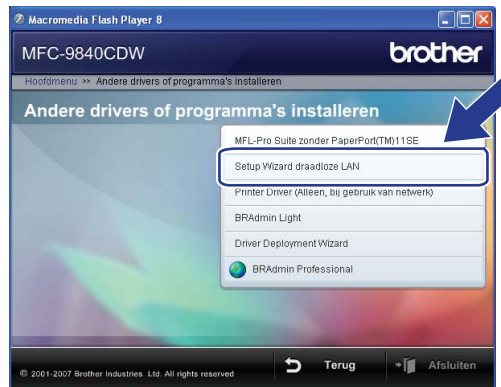 Macromedia Flash Player 8
MFC-9840CDW
brother
Hoofdmenu >> Andere drivers of programma's installeren
Andere drivers of programma's installeren
MFL-Pro Suite zonder PaperPort(TM)11SE
Setup Wizard draadloze LAN
Printer Driver (Alleen, bij gebruik van netwerk)
BRAdmin Light
Driver Deployment Wizard
BRAdmin Professional
© 2001-2007 Brother Industries Ltd. All rights reserved
Terug
Afsluiten